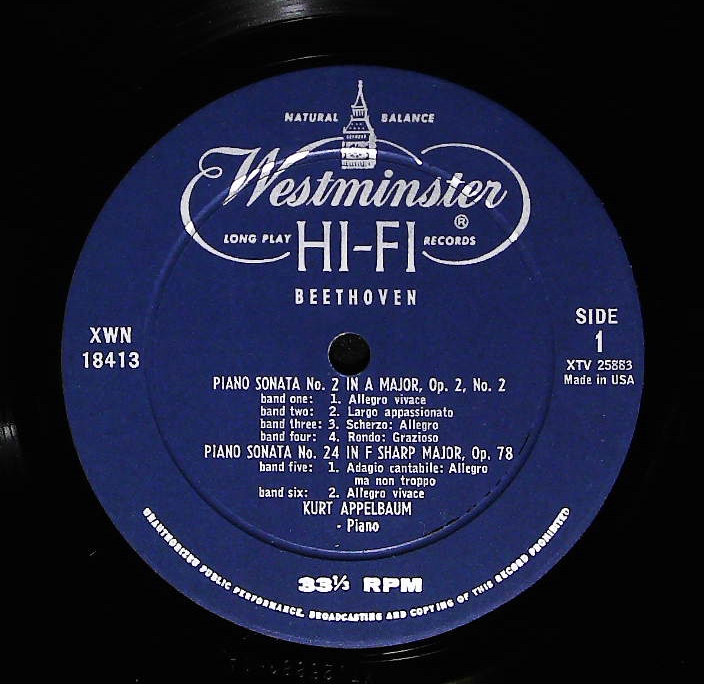 NATURAL BALANCE
Westminster ®
LONG PLAY HI-FI RECORDS
BEETHOVEN
XWN
18413
SIDE
1
XTV 25883
Made in USA
PIANO SONATA No. 2 IN A MAJOR, Op. 2, No. 2
band one: 1. Allegro vivace
band two: 2. Largo appassionato
band three: 3. Scherzo: Allegro
band four: 4. Rondo: Grazioso
PIANO SONATA No. 24 IN F SHARP MAJOR, Op. 78
band five: 1. Adagio cantabile: Allegro
ma non troppo
band six: 2. Allegro vivace
KURT APPELBAUM
- Piano
33⅓ RPM
UNAUTHORIZED PUBLIC PERFORMANCE, BROADCASTING AND COPYING OF THIS RECORD PROHIBITED